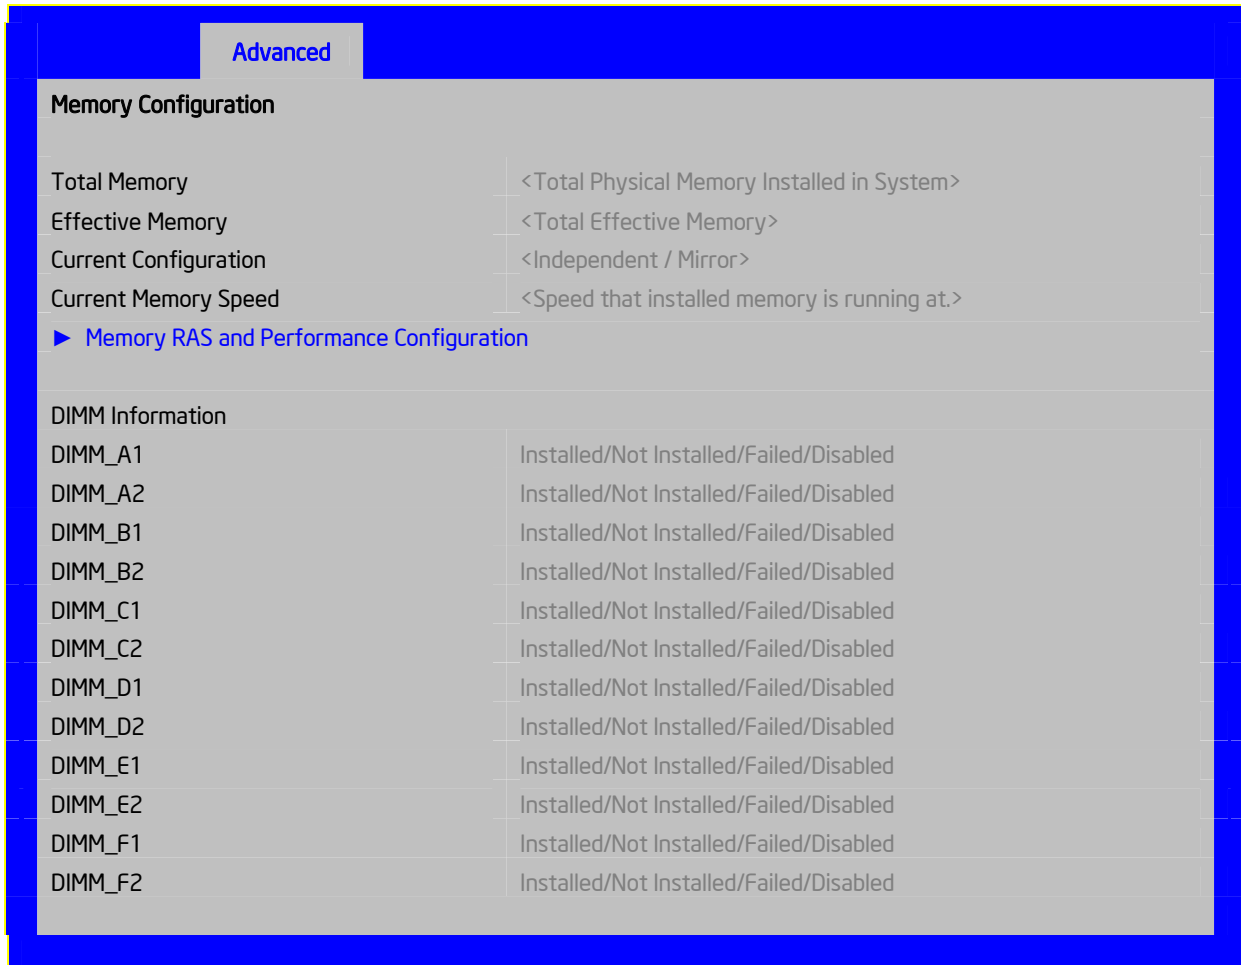 Advanced
Memory Configuration
Total Memory <Total Physical Memory Installed in System>
Effective Memory <Total Effective Memory>
Current Configuration <Independent / Mirror>
Current Memory Speed <Speed that installed memory is running at.>
► Memory RAS and Performance Configuration
DIMM Information
DIMM_A1 Installed/Not Installed/Failed/Disabled
DIMM_A2 Installed/Not Installed/Failed/Disabled
DIMM_B1 Installed/Not Installed/Failed/Disabled
DIMM_B2 Installed/Not Installed/Failed/Disabled
DIMM_C1 Installed/Not Installed/Failed/Disabled
DIMM_C2 Installed/Not Installed/Failed/Disabled
DIMM_D1 Installed/Not Installed/Failed/Disabled
DIMM_D2 Installed/Not Installed/Failed/Disabled
DIMM_E1 Installed/Not Installed/Failed/Disabled
DIMM_E2 Installed/Not Installed/Failed/Disabled
DIMM_F1 Installed/Not Installed/Failed/Disabled
DIMM_F2 Installed/Not Installed/Failed/Disabled